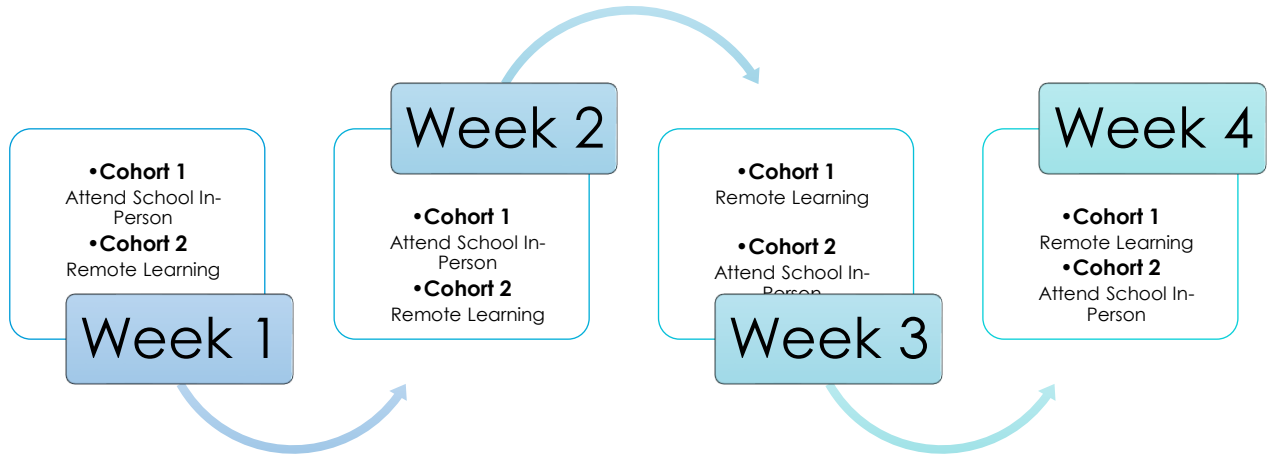 •Cohort 1
Attend School In-
Person
•Cohort 2
Remote Learning
Week 1
Week 2
•Cohort 1
Attend School In-
Person
•Cohort 2
Remote Learning
•Cohort 1
Remote Learning
•Cohort 2
Attend School In-
Person
Week 3
Week 4
•Cohort 1
Remote Learning
•Cohort 2
Attend School In-
Person